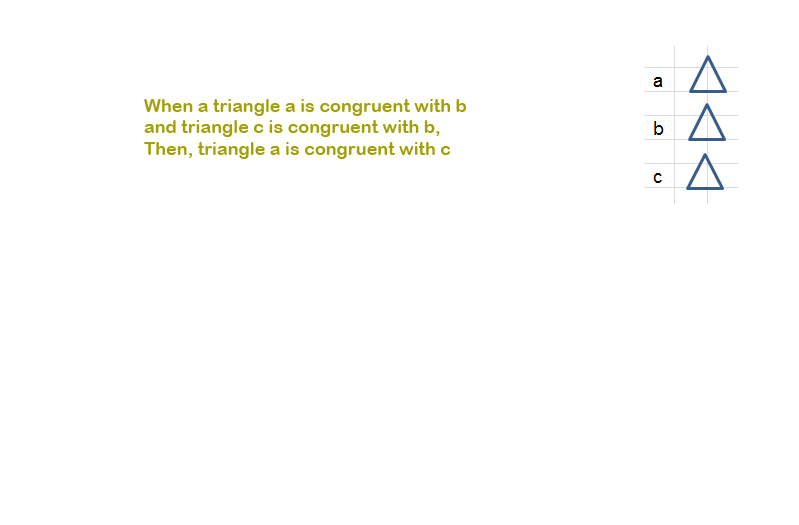 When a triangle a is congruent with b
and triangle c is congruent with b,
Then, triangle a is congruent with c
a
b
c